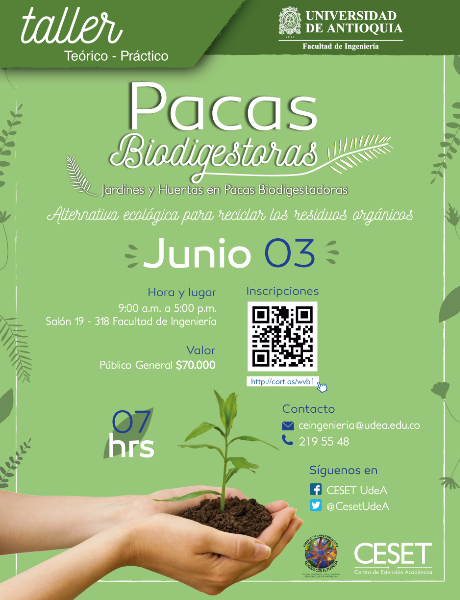 taller
Teórico - Práctico
UNIVERSIDAD
DE ANTIOQUIA
Facultad de Ingeniería
Pacas
Biodigestoras
Jardines y Huertas en Pacas Biodigestadoras
Alternativa ecológica para reciclar los residuos orgánicos
Junio 03
Hora y lugar
9:00 a.m. a 5:00 p.m.
Salón 19 - 318 Facultad de Ingeniería
Valor
Público General $70.000
Inscripciones
http://cort.as/wvb1
07
hrs
Contacto
ceingenieria@udea.edu.co
219 55 48
Síguenos en
CESET UdeA
@CesetUdeA
CESET
Centro de Extensión Académica